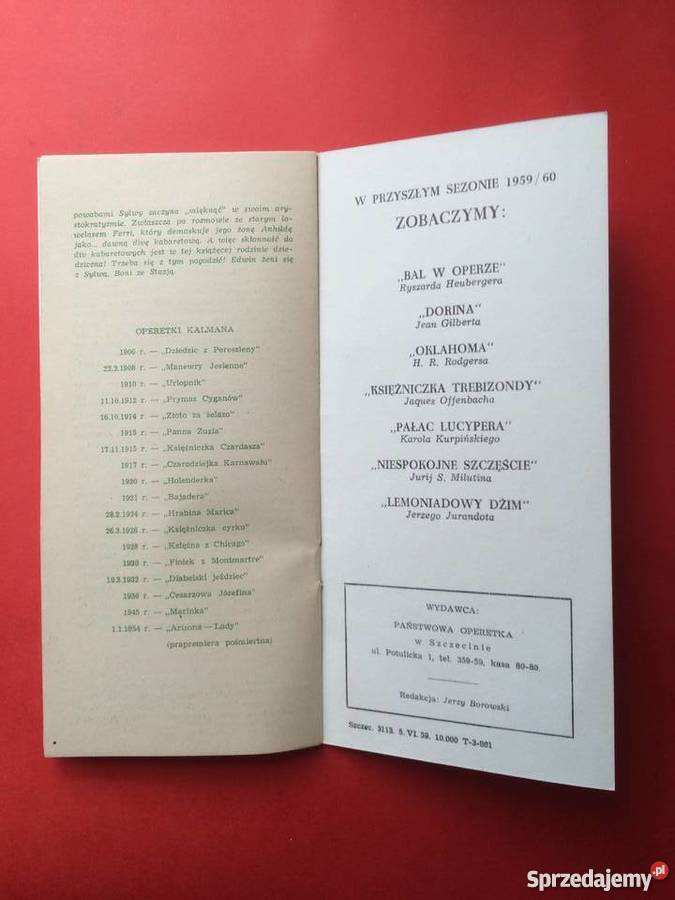 powabami Sylwy zaczyna „mięknąć" w swoim ary-
stokratyzmie. Zwłaszcza po rozmowie ze starym lo-
welasem Ferri, który demaskuje jego żonę Anhildę
jako... dawną divę kabaretową. A więc skłonność do
div kabaretowych jest w tej książęcej rodzinie dzie-
dziczna! Trzeba się z tym pogodzić! Edwin żeni się
z Sylwą, Boni ze Stazją.
OPERETKI KALMANA
1906 r. — „Dziedzic z Pereszleny"
22.2.1908 r. — „Manewry Jesienne"
1910 r. — „Urlopnik"
11.10.1912 r. — „Prymas Cyganów"
16.10.1914 r. — „Złoto za żelazo"
1915 r. — „Panna Zuzia"
17.11.1915 r. — „Księżniczka Czardasza"
1917 r. — „Czarodziejka Karnawału"
1920 r. — „Holenderka"
1921 r. — „Bajadera"
28.2.1924 r. — „Hrabina Marica"
26.3.1926 r. — „Księżniczka cyrku"
1928 r. — „Księżna z Chicago"
1930 r. — „Fiołek z Montmartre"
10.3.1932 r. — „Diabelski jeździec"
1936 r. — „Cesarzowa Józefina"
1945 r. — „Marinka"
1.1.1954 r. — „Arizona — Lady"
(prapremiera pośmiertna)
W PRZYSZŁYM SEZONIE 1959/60
ZOBACZYMY:
„BAL W OPERZE"
Ryszarda Heubergera
„DORINA"
Jean Gilberta
„OKLAHOMA"
H. R. Rodgersa
„KSIĘŻNICZKA TREBIZONDY"
Jaques Offenbacha
„PAŁAC LUCYPERA"
Karola Kurpińskiego
„NIESPOKOJNE SZCZĘŚCIE"
Jurij S. Milutina
„LEMONIADOWY DŻIM"
Jerzego Jurandota
WYDAWCA:
PAŃSTWOWA OPERETKA
w Szczecinie
ul. Potulicka 1, tel. 359-59, kasa 80-80.
Redakcja: Jerzy Borowski
Szczec. 3113. 5. VI. 59. 10.000 T-3-861
Sprzedajemy.pl